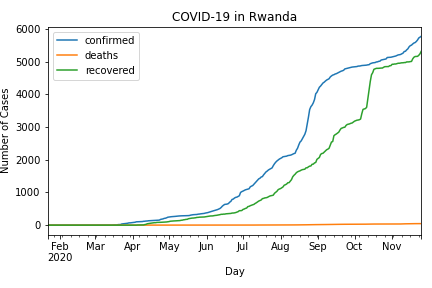 COVID-19 in Rwanda
confirmed
deaths
recovered
Number of Cases
6000
5000
4000
3000
2000
1000
0
Feb Mar Apr May Jun Jul Aug Sep Oct Nov
2020
Day